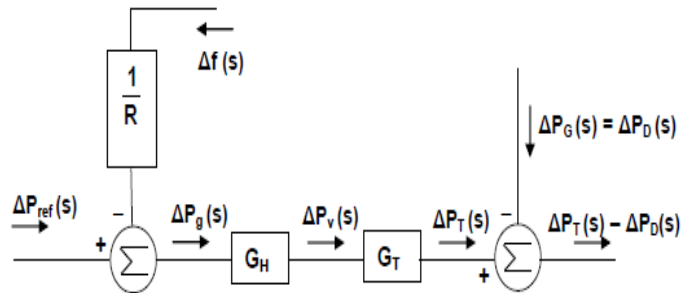 Δf (s)
1
R
ΔP_G (s) = ΔP_D (s)
ΔP_ref (s)
−
ΔP_g (s)
ΔP_v (s)
ΔP_T (s)
−
ΔP_T (s) − ΔP_D(s)
+
Σ
G_H
G_T
+
Σ